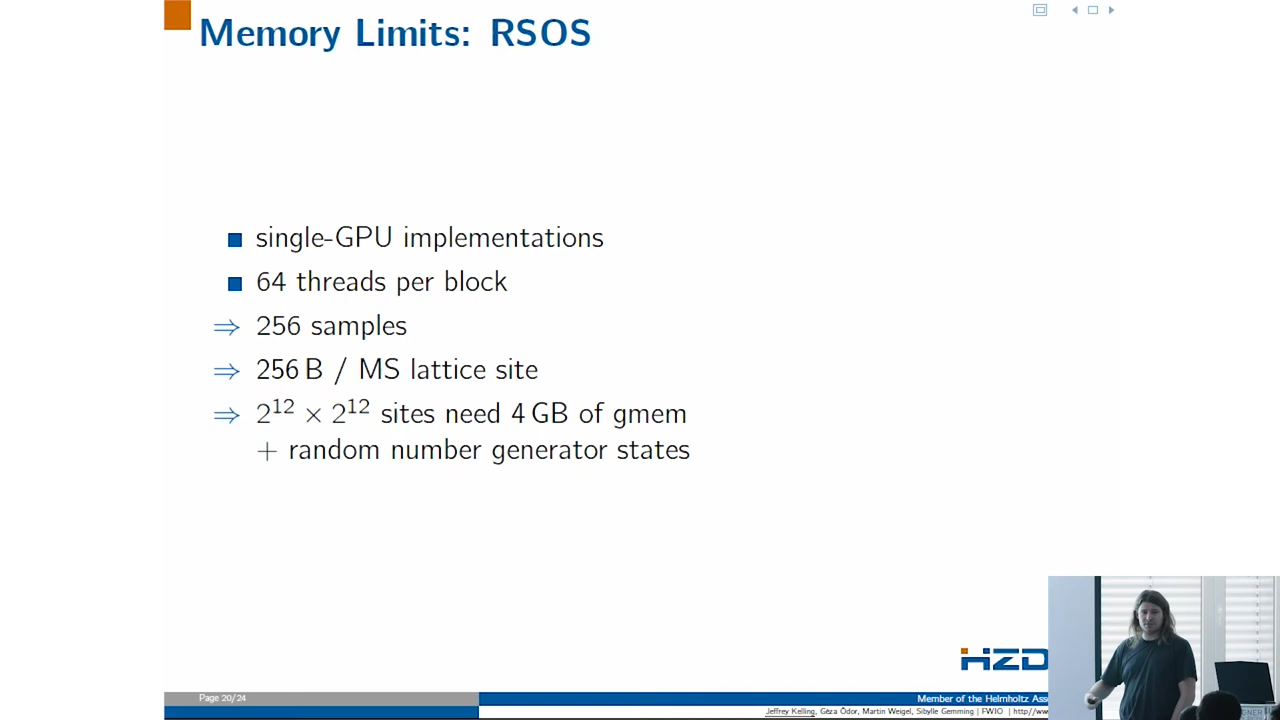 Memory Limits: RSOS
single-GPU implementations
64 threads per block
⇒ 256 samples
⇒ 256 B / MS lattice site
⇒ 2¹² × 2¹² sites need 4 GB of gmem
+ random number generator states
HZD
Page 20/24
Member of the Helmholtz Asso
Jeffrey Kelling, Géza Ódor, Martin Weigel, Sibylle Gemming | FWIO | http://ww